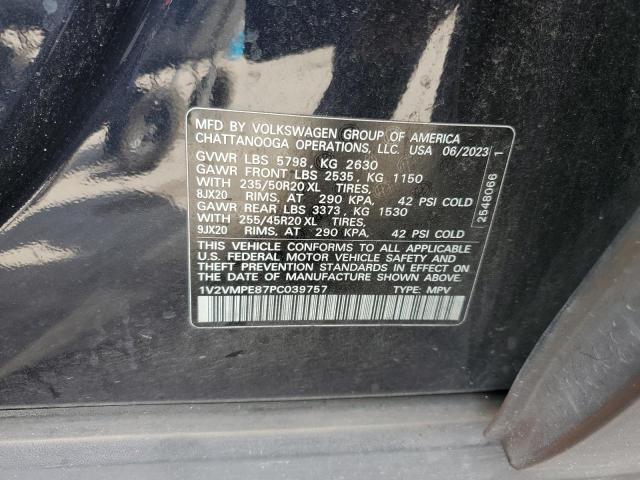 MFD BY VOLKSWAGEN GROUP OF AMERICA
CHATTANOOGA OPERATIONS, LLC. USA 06/2023
GVWR LBS 5798, KG 2630
GAWR FRONT LBS 2535, KG 1150
WITH 235/50R20 XL TIRES,
8JX20 RIMS, AT 290 KPA, 42 PSI COLD
GAWR REAR LBS 3373, KG 1530
WITH 255/45R20 XL TIRES,
9JX20 RIMS, AT 290 KPA, 42 PSI COLD
THIS VEHICLE CONFORMS TO ALL APPLICABLE
U.S. FEDERAL MOTOR VEHICLE SAFETY AND
THEFT PREVENTION STANDARDS IN EFFECT ON
THE DATE OF MANUFACTURE SHOWN ABOVE.
1V2VMPE87PC039757 TYPE: MPV
4548066 1